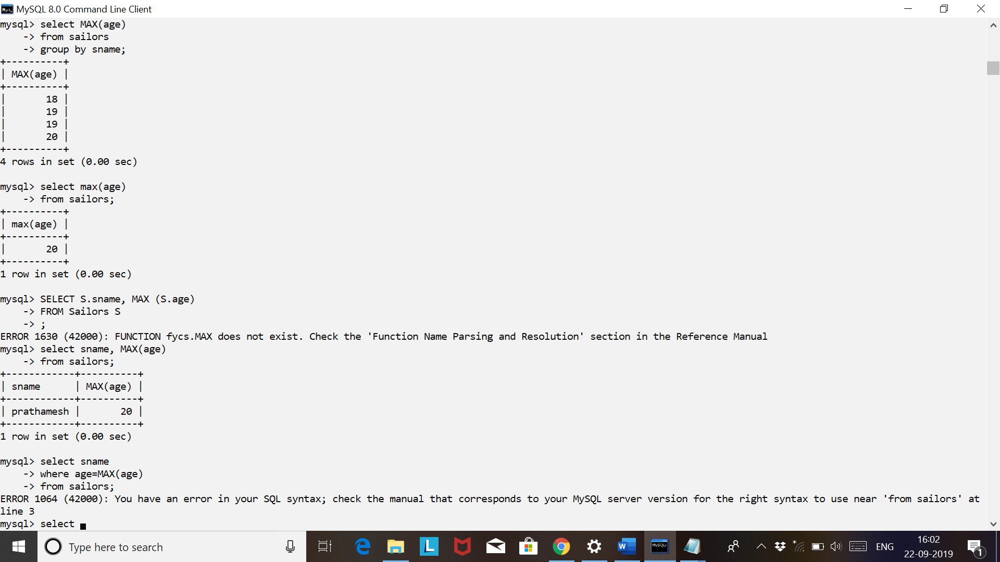 MySQL 8.0 Command Line Client
mysql> select MAX(age)
    -> from sailors
    -> group by sname;
+----------+
| MAX(age) |
+----------+
|       18 |
|       19 |
|       19 |
|       20 |
+----------+
4 rows in set (0.00 sec)
mysql> select max(age)
    -> from sailors;
+----------+
| max(age) |
+----------+
|       20 |
+----------+
1 row in set (0.00 sec)
mysql> SELECT S.sname, MAX (S.age)
    -> FROM Sailors S
    -> ;
ERROR 1630 (42000): FUNCTION fycs.MAX does not exist. Check the 'Function Name Parsing and Resolution' section in the Reference Manual
mysql> select sname, MAX(age)
    -> from sailors;
+------------+----------+
| sname      | MAX(age) |
+------------+----------+
| prathamesh |       20 |
+------------+----------+
1 row in set (0.00 sec)
mysql> select sname
    -> where age=MAX(age)
    -> from sailors;
ERROR 1064 (42000): You have an error in your SQL syntax; check the manual that corresponds to your MySQL server version for the right syntax to use near 'from sailors' at
line 3
mysql> select
Type here to search
L
W
MySQL>
ENG
16:02
22-09-2019
1